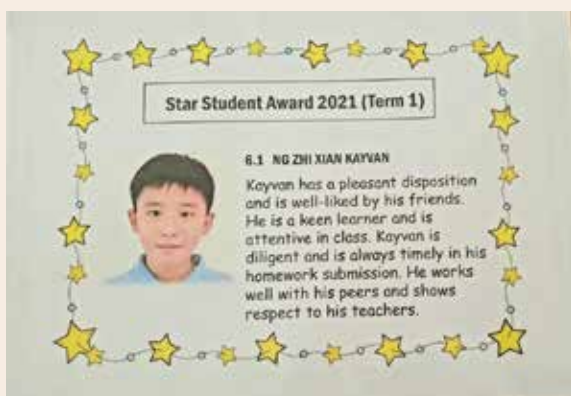 Star Student Award 2021 (Term 1)
6.1 NG ZHI XIAN KAYVAN
Kayvan has a pleasant disposition
and is well-liked by his friends.
He is a keen learner and is
attentive in class. Kayvan is
diligent and is always timely in his
homework submission. He works
well with his peers and shows
respect to his teachers.